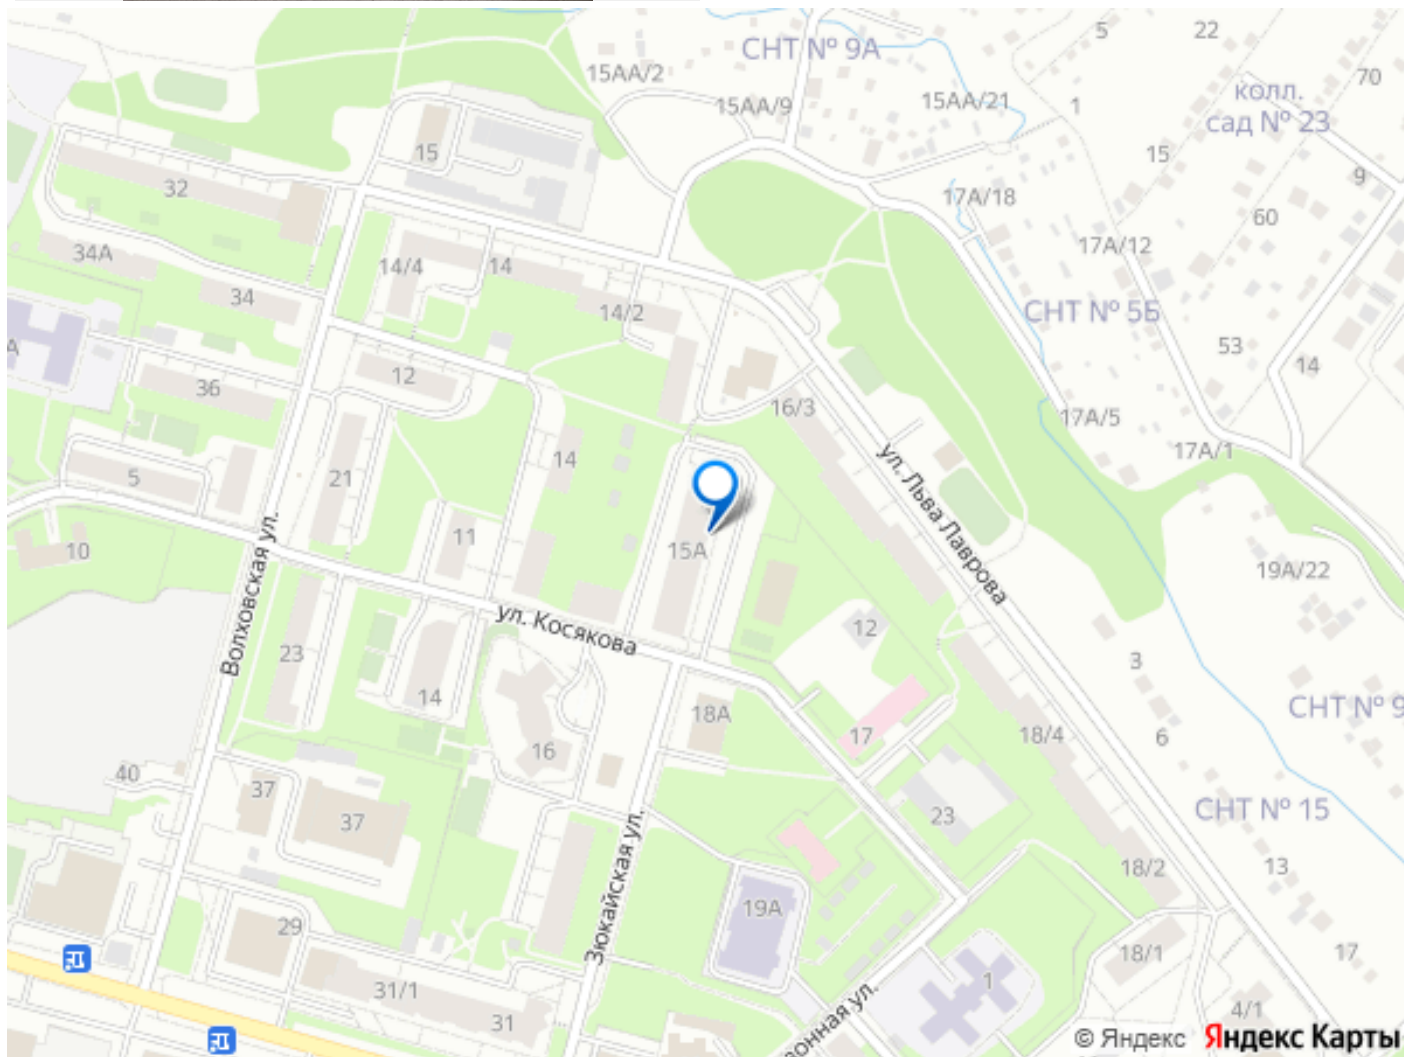 5
22
СНТ № 9А
15АА/2
70
колл.
сад № 23
15АА/9
15АА/21
1
15
15
9
32
17А/18
60
34А
17А/12
14/4
14
34
СНТ № 5Б
14/2
А
53
14
12
36
16/3
17А/5
17А/1
14
ул. Льва Лаврова
5
21
11
10
15А
19А/22
Волховская ул.
ул. Косякова
12
23
3
14
18А
СНТ № 9
17
18/4
6
16
40
37
37
23
СНТ № 15
Зюкайская ул.
18/2
13
19А
29
18/1
17
31/1
1
31
4/1
вонная ул.
© Яндекс Яндекс Карты